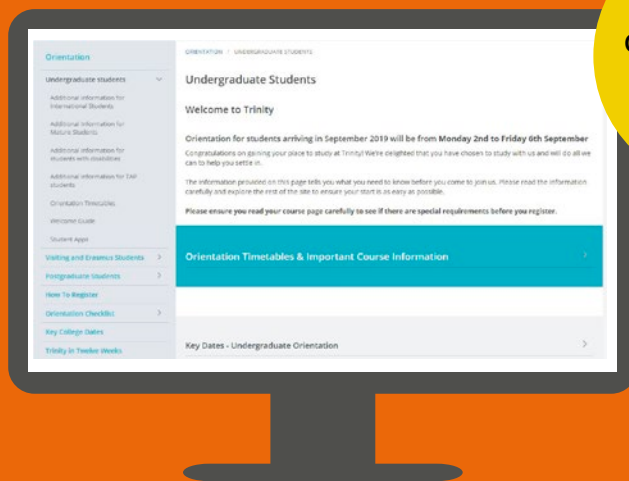 Orientation
Undergraduate students
Additional information for
International Students
Additional information for
Mature Students
Additional information for
students with disabilities
Additional information for TAP
students
Orientation Timetables
Welcome Guide
Student Apps
Visiting and Erasmus Students
Postgraduate Students
How To Register
Orientation Checklist
Key College Dates
Trinity in Twelve Weeks
ORIENTATION / UNDERGRADUATE STUDENTS
Undergraduate Students
Welcome to Trinity
Orientation for students arriving in September 2019 will be from Monday 2nd to Friday 6th September
Congratulations on gaining your place to study at Trinity! We're delighted that you have chosen to study with us and will do all we
can to help you settle in.
The information provided on this page tells you what you need to know before you come to join us. Please read the information
carefully and explore the rest of the site to ensure your start is as easy as possible.
Please ensure you read your course page carefully to see if there are special requirements before you register.
Orientation Timetables & Important Course Information
Key Dates - Undergraduate Orientation